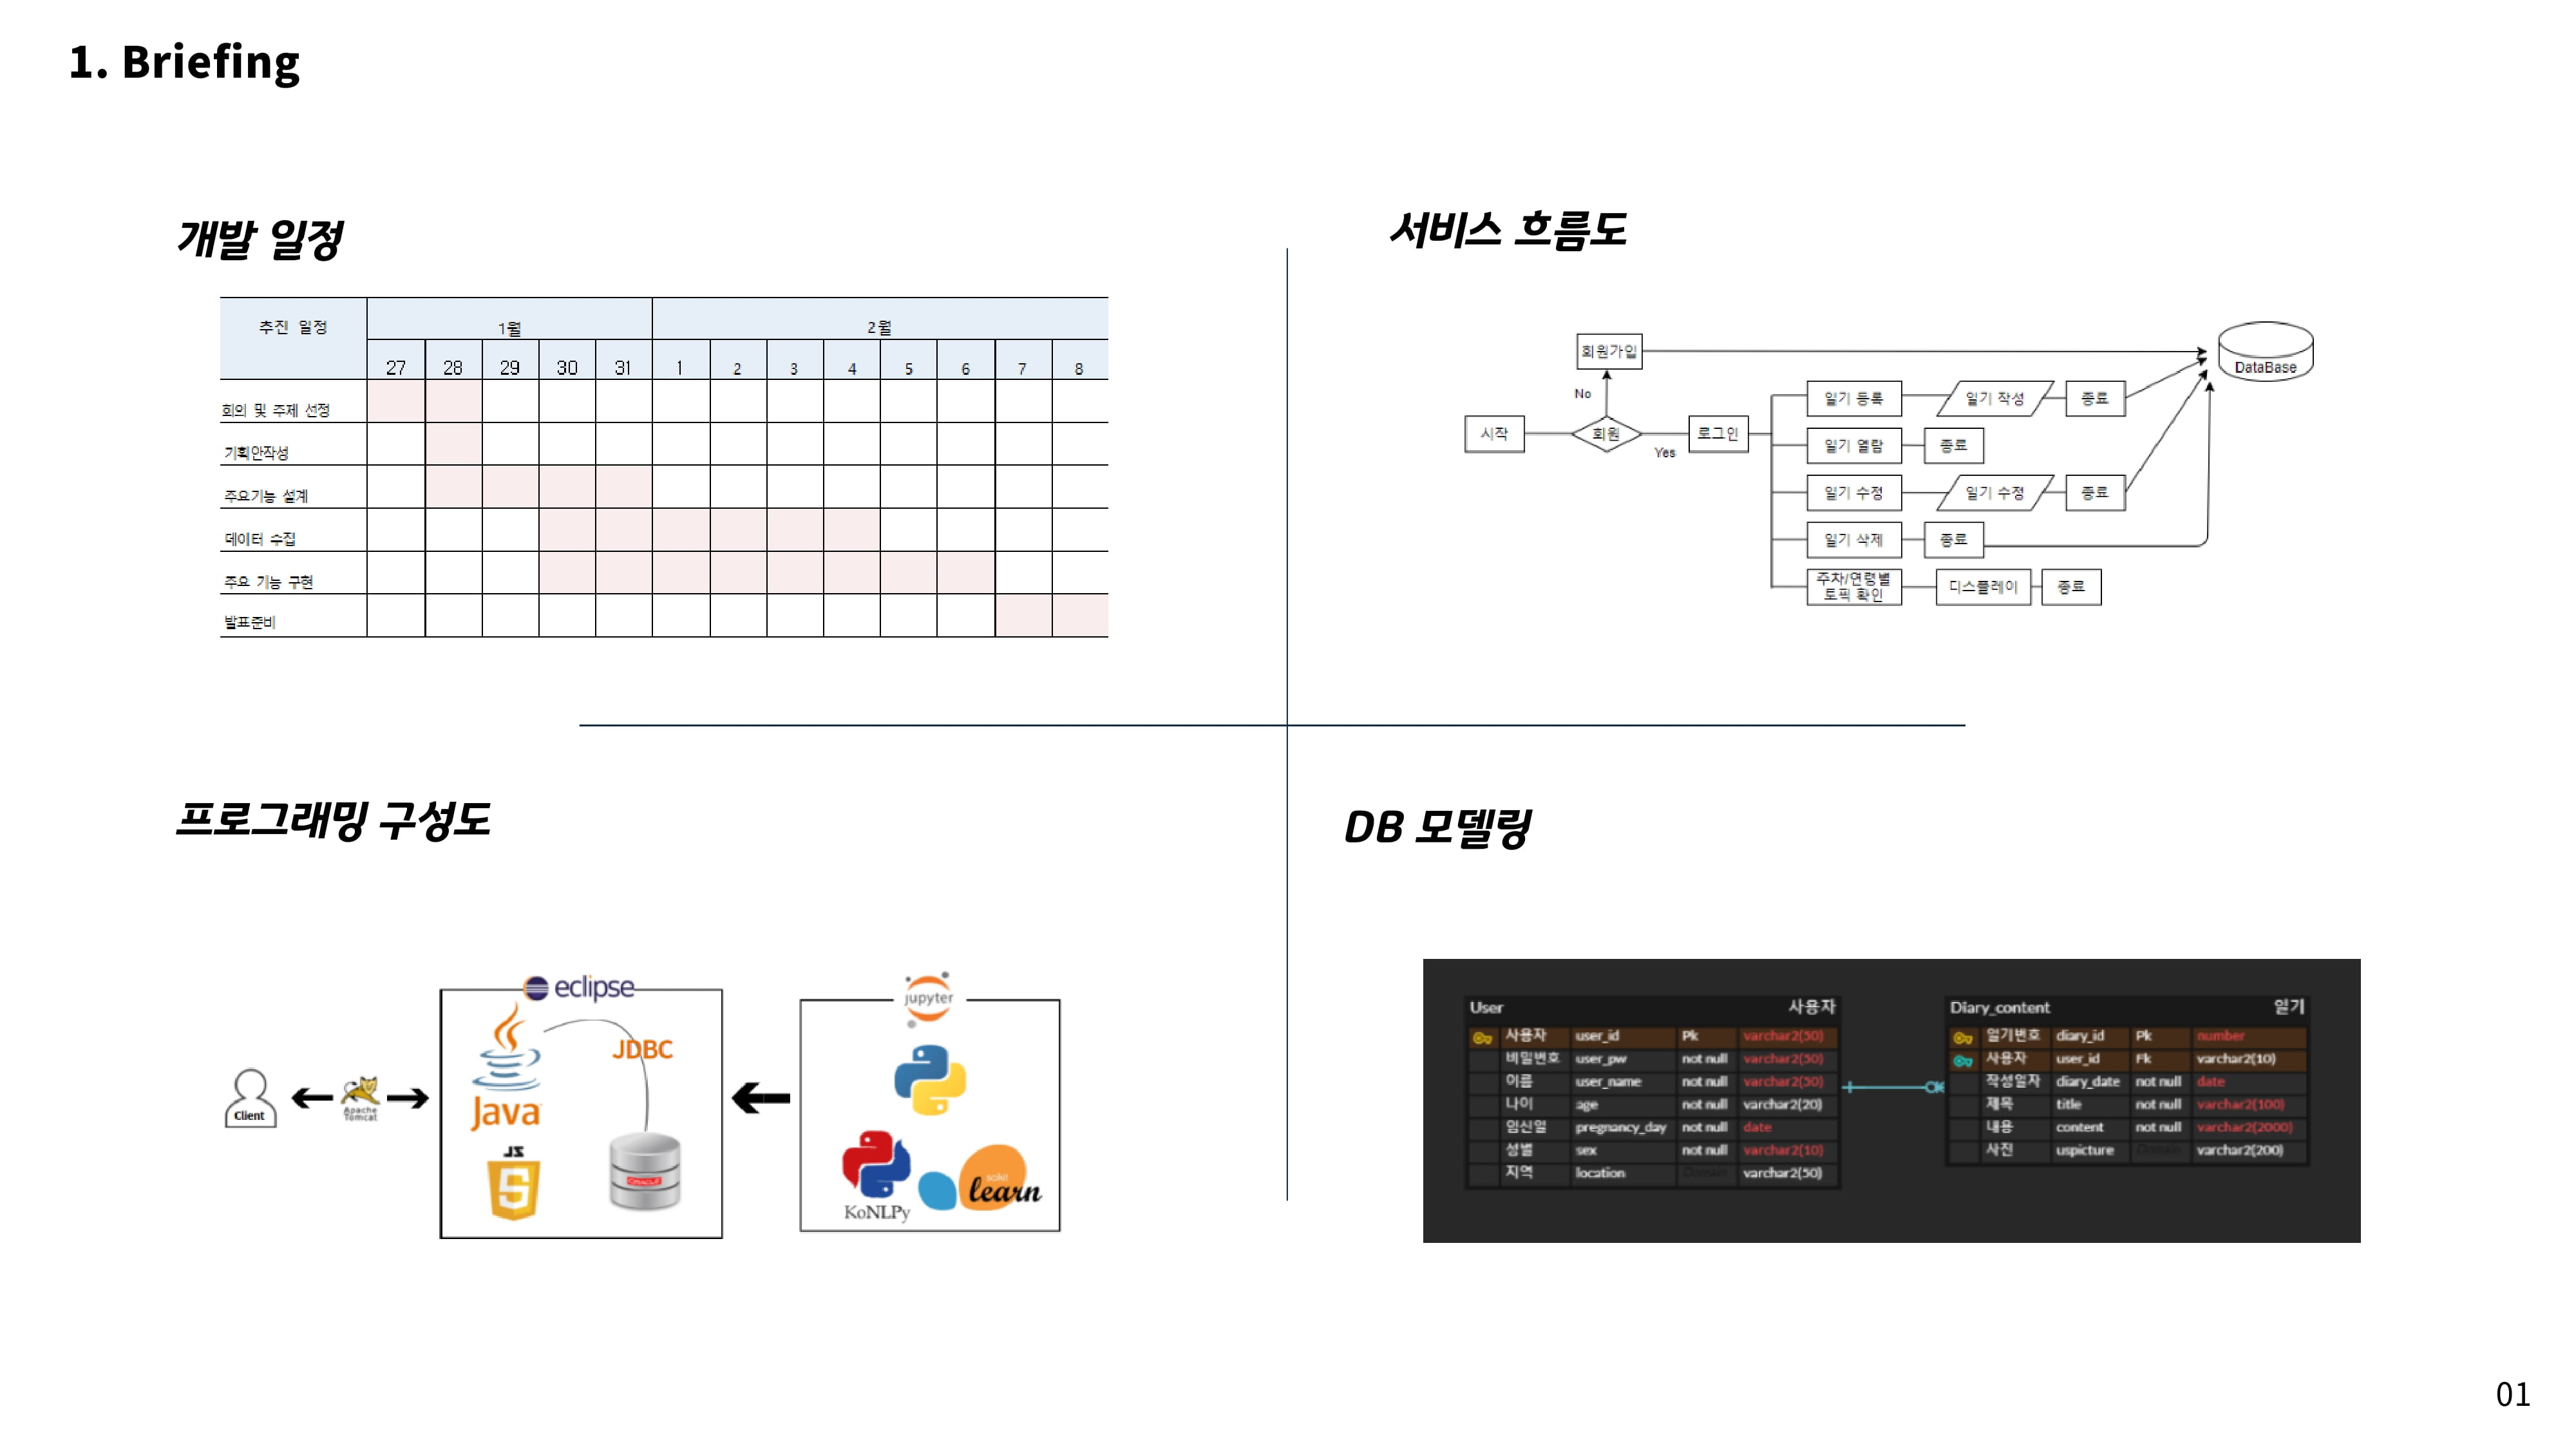 1. Briefing
개발 일정
추진 일정 1월 2월
27 28 29 30 31 1 2 3 4 5 6 7 8
회의 및 주제 선정
기획안작성
주요기능 설계
데이터 수집
주요 기능 구현
발표준비
서비스 흐름도
회원가입
DataBase
No
일기 등록 일기 작성 종료
시작 회원 로그인
Yes
일기 열람 종료
일기 수정 일기 수정 종료
일기 삭제 종료
주차/연령별
토픽 확인
디스플레이 종료
프로그래밍 구성도
eclipse
JDBC
Client
Apache
Tomcat
Java
JS
5
ORACLE
jupyter
KoNLPy
scikit
learn
DB 모델링
User 사용자
사용자 user_id Pk varchar2(50)
비밀번호 user_pw not null varchar2(50)
이름 user_name not null varchar2(50)
나이 age not null varchar2(20)
임신일 pregnancy_day not null date
성별 sex not null varchar2(10)
지역 location Domain varchar2(50)
Diary_content 일기
일기번호 diary_id Pk number
사용자 user_id Fk varchar2(10)
작성일자 diary_date not null date
제목 title not null varchar2(100)
내용 content not null varchar2(2000)
사진 uspicture Domain varchar2(200)
01